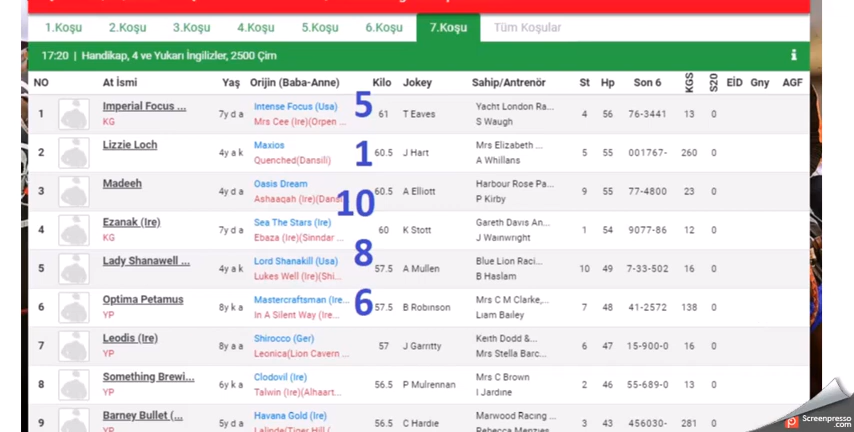 1.Koşu 2.Koşu 3.Koşu 4.Koşu 5.Koşu 6.Koşu 7.Koşu Tüm Koşular
17:20 | Handikap, 4 ve Yukarı İngilizler, 2500 Çim i
NO At İsmi Yaş Orijin (Baba-Anne) Kilo Jokey Sahip/Antrenör St Hp Son 6 KGS S20 EİD Gny AGF
1 Imperial Focus ... 7y d a Intense Focus (Usa) 61 T Eaves Yacht London Ra... 4 56 76-3441 13 0
KG Mrs Cee (Ire)(Orpen ... S Waugh
5
2 Lizzie Loch 4y a k Maxios 60.5 J Hart Mrs Elizabeth ... 5 55 001767- 260 0
Quenched(Dansili) A Whillans
1
3 Madeeh 4y d a Oasis Dream 60.5 A Elliott Harbour Rose Pa... 9 55 77-4800 23 0
Ashaaqah (Ire)(Dansi P Kirby
10
4 Ezanak (Ire) 7y d a Sea The Stars (Ire) 60 K Stott Gareth Davis An... 1 54 9077-86 12 0
KG Ebaza (Ire)(Sinndar ... J Wainwright
8
5 Lady Shanawell ... 4y a k Lord Shanakill (Usa) 57.5 A Mullen Blue Lion Raci... 10 49 7-33-502 16 0
Lukes Well (Ire)(Shi... B Haslam
6
6 Optima Petamus 8y k a Mastercraftsman (Ire... 57.5 B Robinson Mrs C M Clarke,... 7 48 41-2572 138 0
YP In A Silent Way (Ire... Liam Bailey
7 Leodis (Ire) 8y a a Shirocco (Ger) 57 J Garritty Keith Dodd &... 6 47 15-900-0 16 0
YP Leonica(Lion Cavern ... Mrs Stella Barc...
8 Something Brewi... 6y k a Clodovil (Ire) 56.5 P Mulrennan Mrs C Brown 2 46 55-689-0 13 0
YP Talwin (Ire)(Alhaart... I Jardine
9 Barney Bullet (... 5y d a Havana Gold (Ire) 56.5 C Hardie Marwood Racing ... 3 43 456030- 281 0
YP Lalinde(Tiger Hill (... Rebecca Menzies
Screenpresso
.com